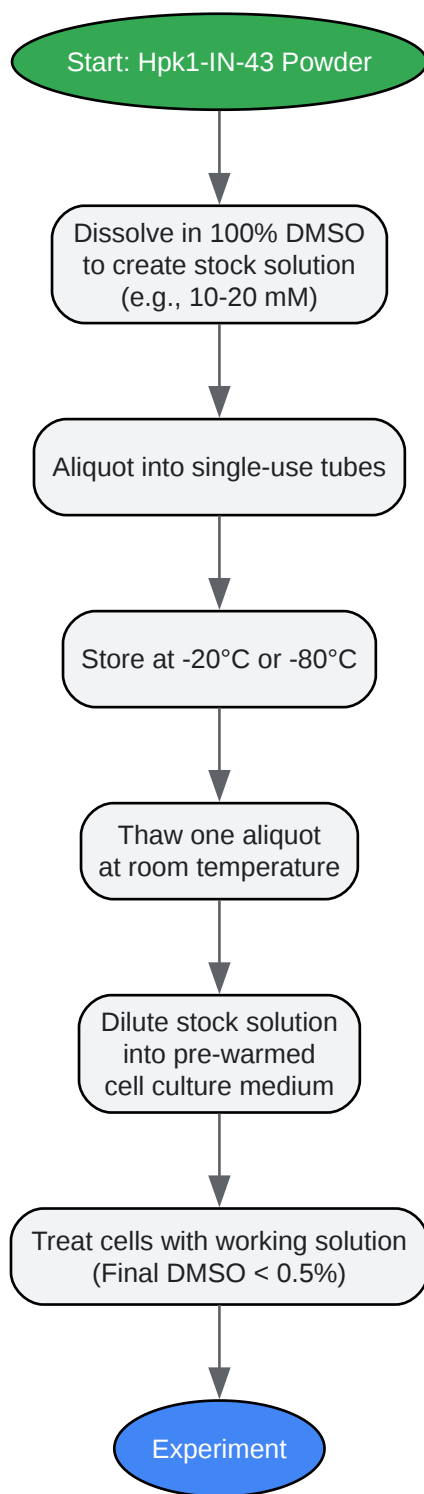 Start: Hpk1-IN-43 Powder
Dissolve in 100% DMSO
to create stock solution
(e.g., 10-20 mM)
Aliquot into single-use tubes
Store at -20°C or -80°C
Thaw one aliquot
at room temperature
Dilute stock solution
into pre-warmed
cell culture medium
Treat cells with working solution
(Final DMSO < 0.5%)
Experiment